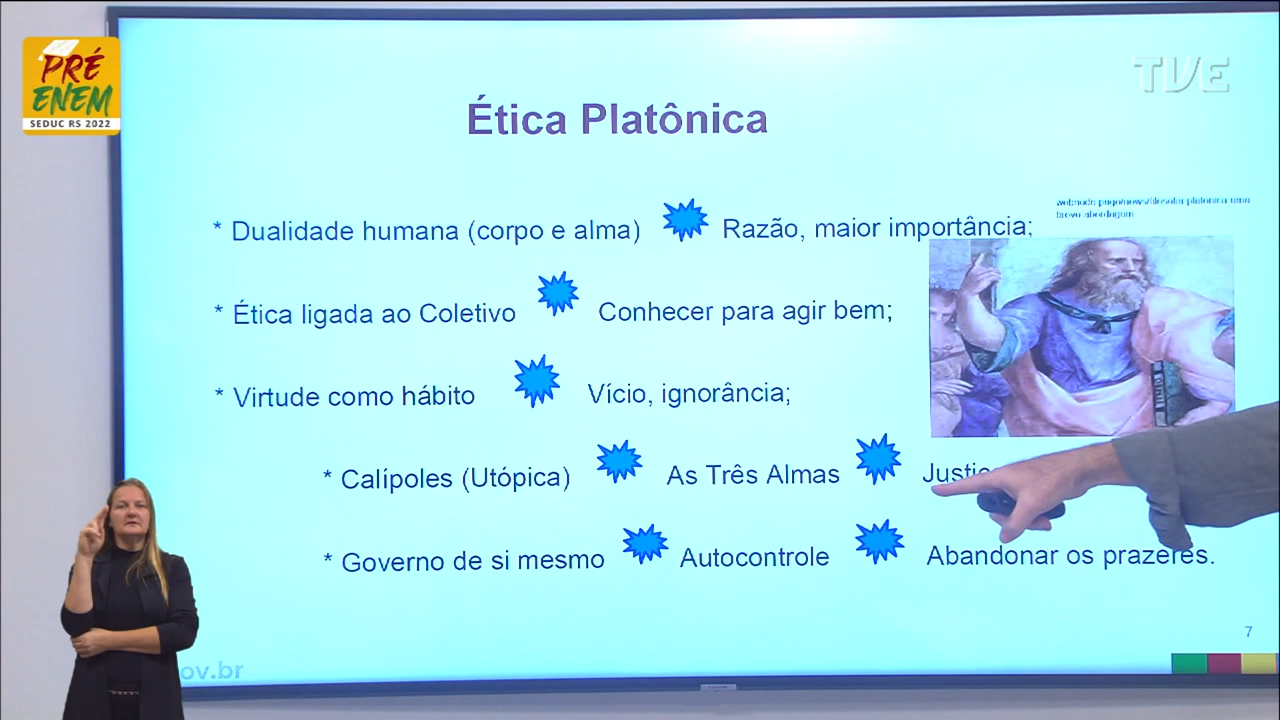 PRÉ
ENEM
SEDUC RS 2022
TVE
Ética Platônica
* Dualidade humana (corpo e alma) Razão, maior importância;
* Ética ligada ao Coletivo Conhecer para agir bem;
* Virtude como hábito Vício, ignorância;
* Calípoles (Utópica) As Três Almas
* Governo de si mesmo Autocontrole Abandonar os prazeres.
7
ov.br